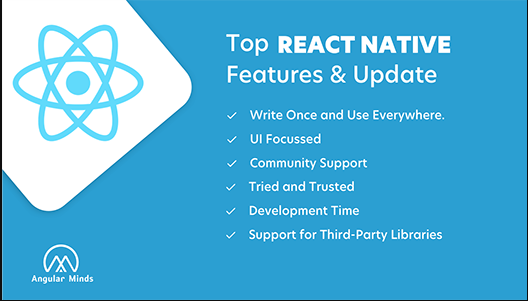 Top REACT NATIVE
Features & Update
Write Once and Use Everywhere.
UI Focussed
Community Support
Tried and Trusted
Development Time
Support for Third-Party Libraries
Angular Minds